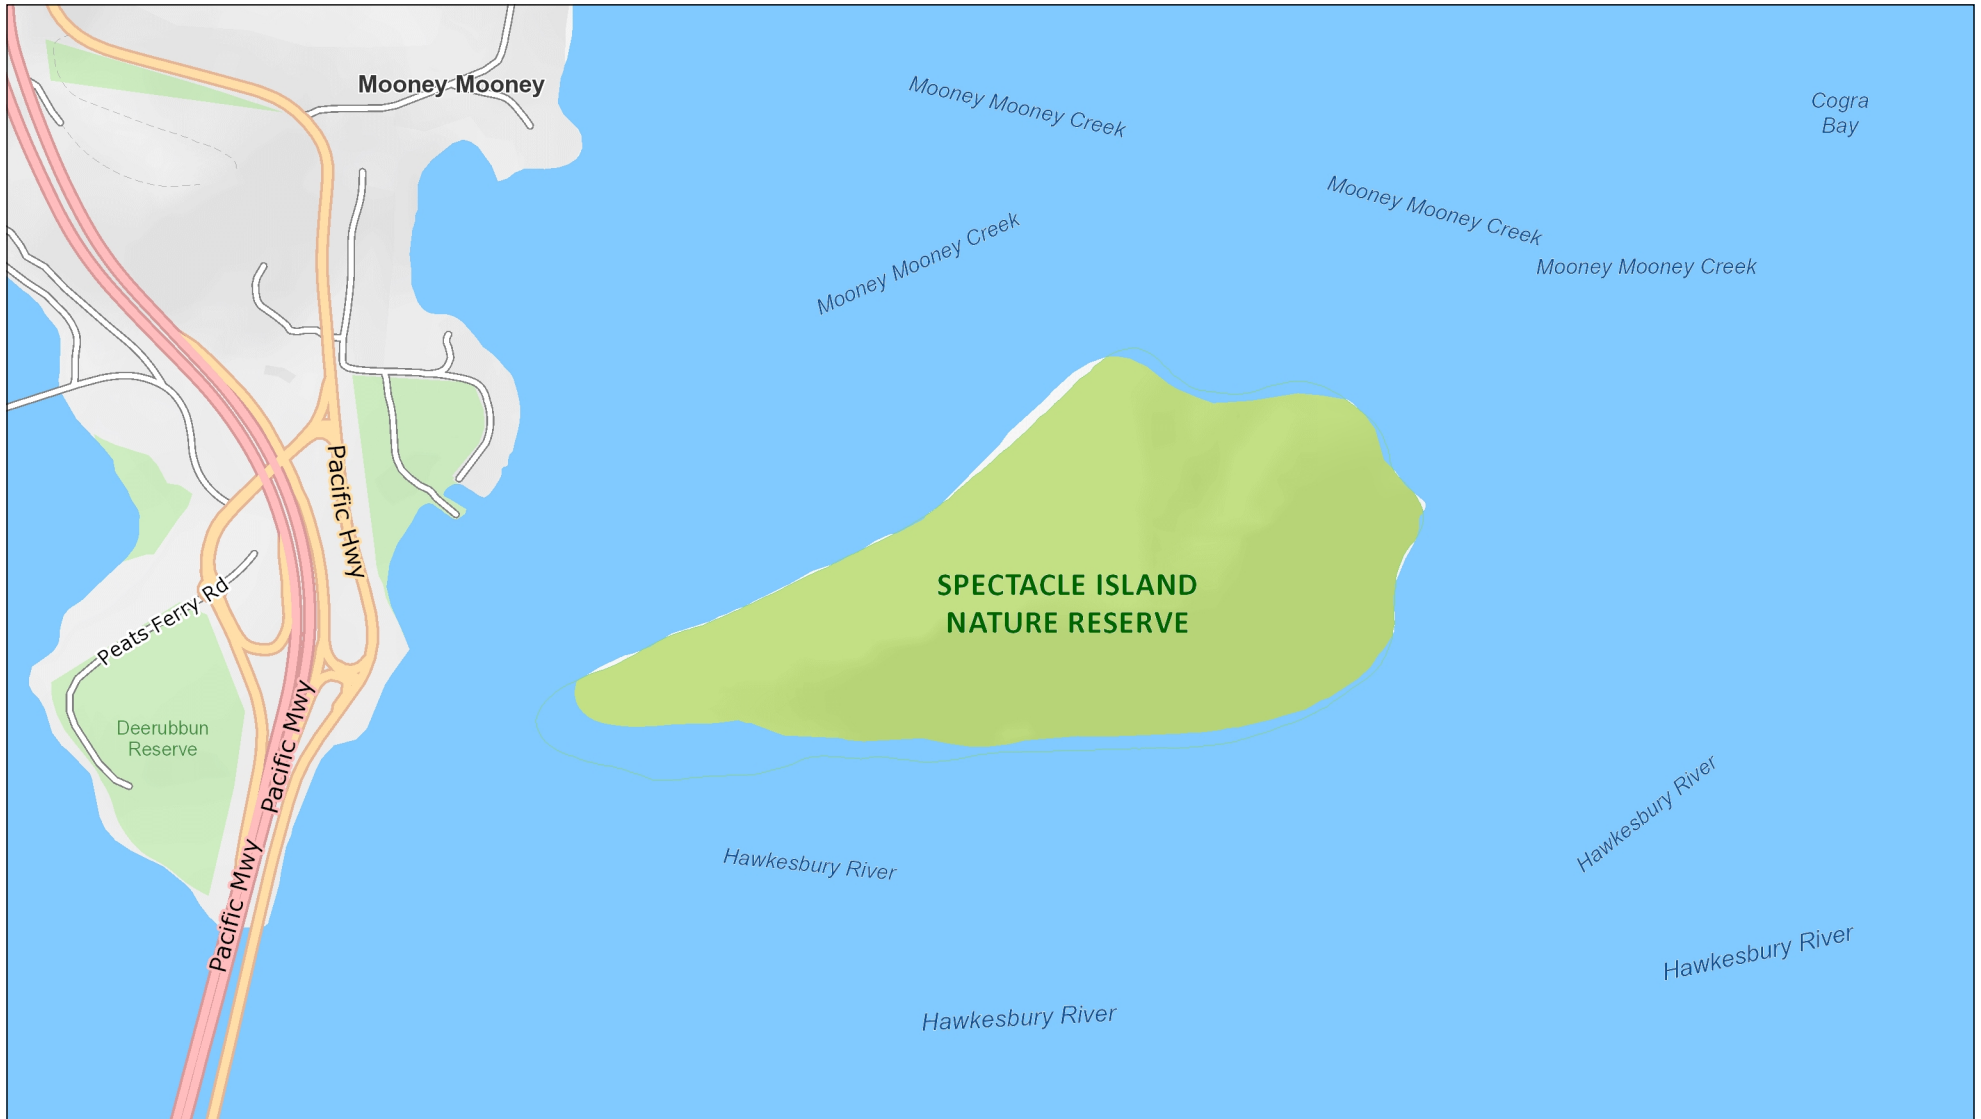 Mooney Mooney
Mooney Mooney Creek
Cogra
Bay
Mooney Mooney Creek
Mooney Mooney Creek
Mooney Mooney Creek
Pacific Hwy
SPECTACLE ISLAND
NATURE RESERVE
Peats Ferry Rd
Deerubbun
Reserve
Pacific Mwy
Pacific Mwy
Hawkesbury River
Hawkesbury River
Hawkesbury River
Hawkesbury River